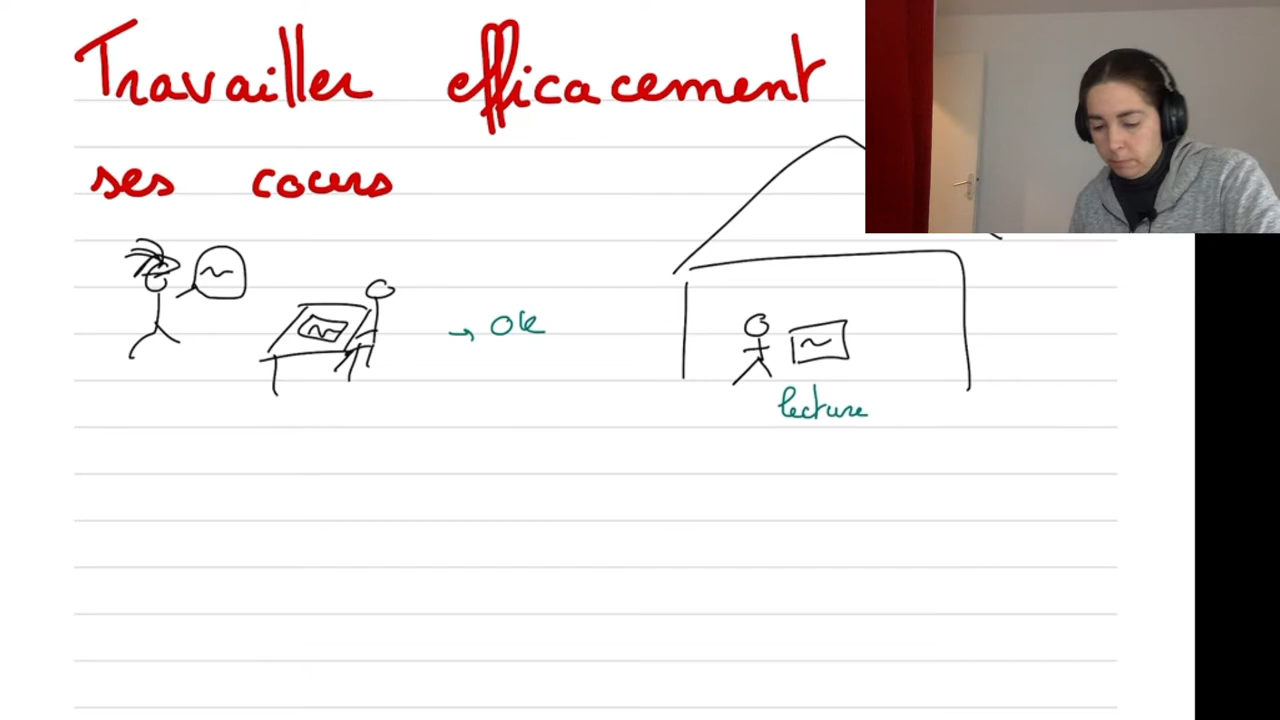 Travailler efficacement
ses cours
→ OK
lecture